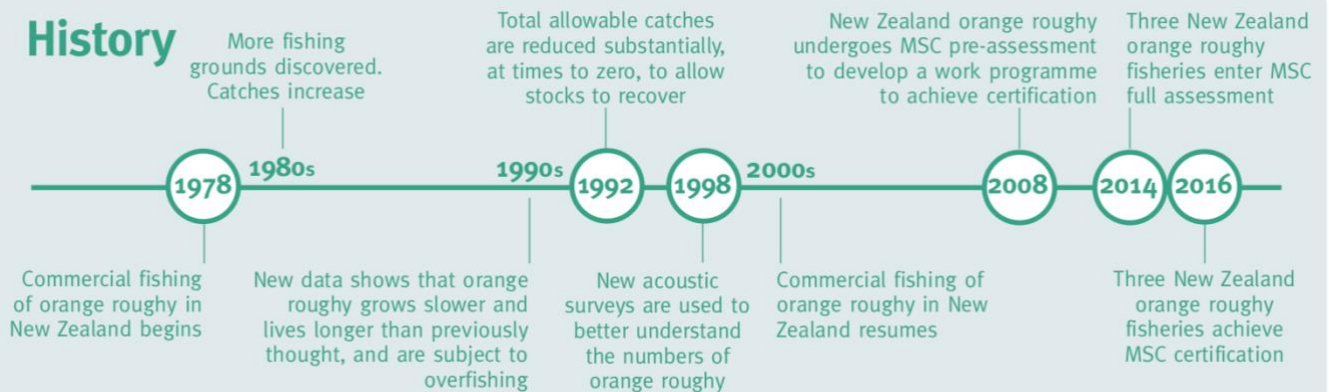 History
More fishing
grounds discovered.
Catches increase
Total allowable catches
are reduced substantially,
at times to zero, to allow
stocks to recover
New Zealand orange roughy
undergoes MSC pre-assessment
to develop a work programme
to achieve certification
Three New Zealand
orange roughy
fisheries enter MSC
full assessment
1978
1980s
1990s
1992
1998
2000s
2008
2014
2016
Commercial fishing
of orange roughy in
New Zealand begins
New data shows that orange
roughy grows slower and
lives longer than previously
thought, and are subject to
overfishing
New acoustic
surveys are used to
better understand
the numbers of
orange roughy
Commercial fishing of
orange roughy in New
Zealand resumes
Three New Zealand
orange roughy
fisheries achieve
MSC certification